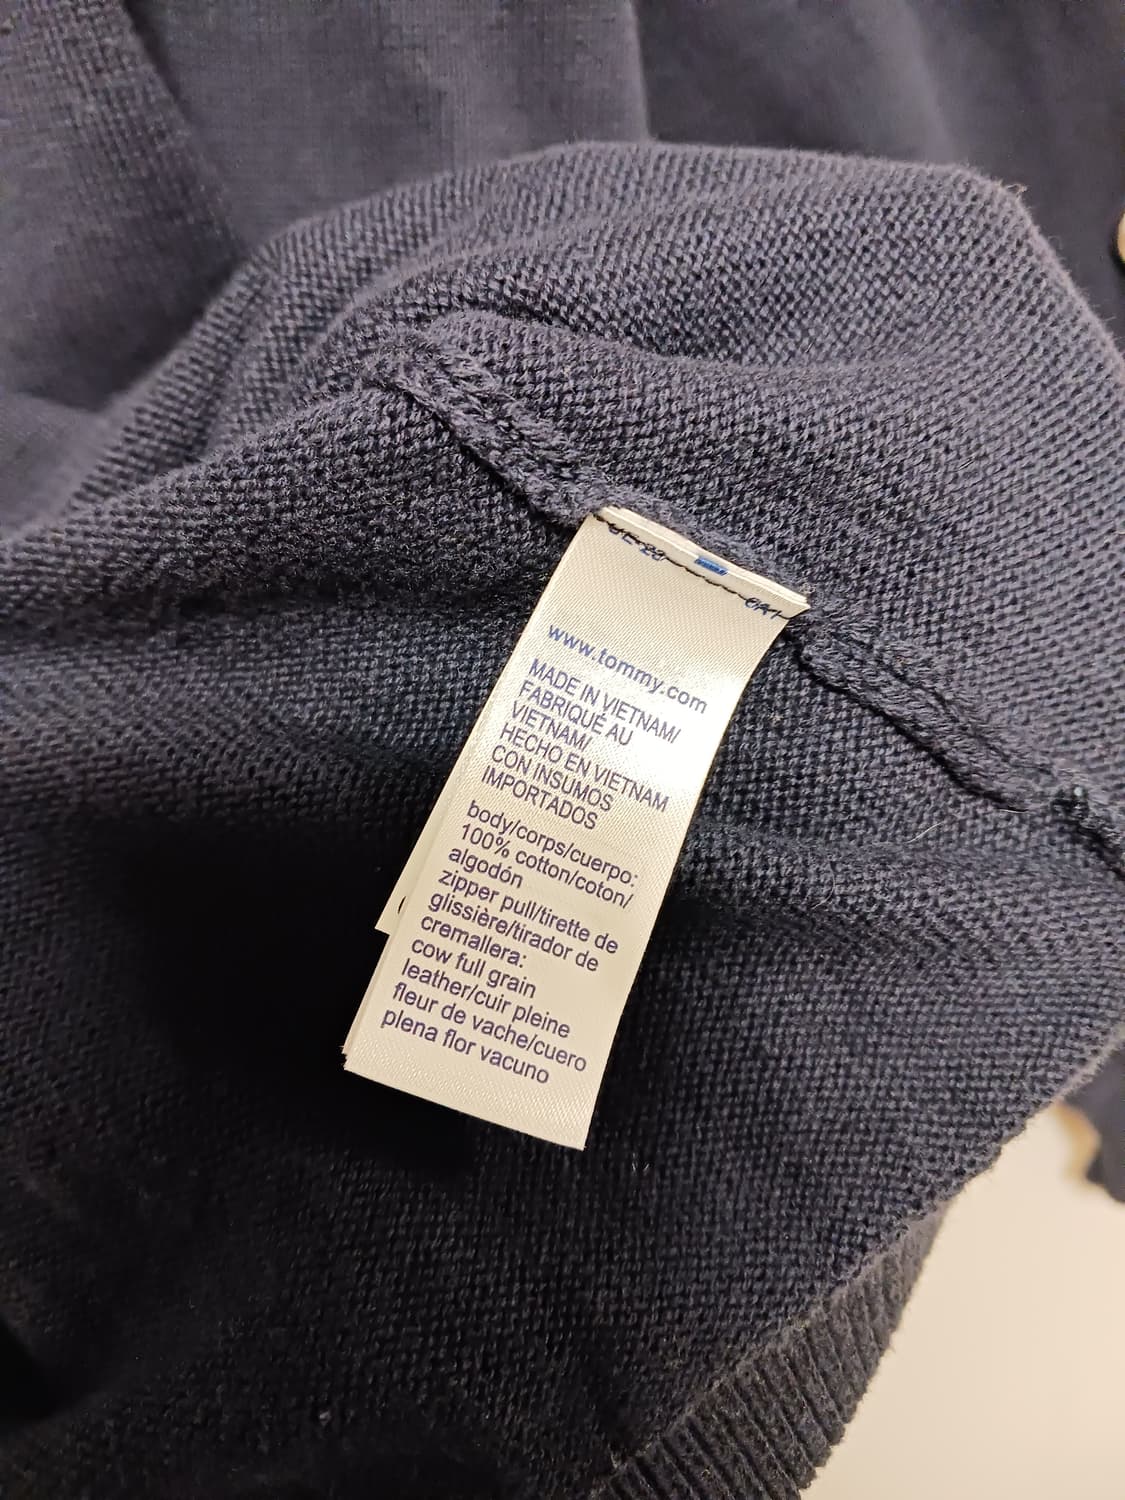 www.tommy.com
MADE IN VIETNAM/
FABRIQUÉ AU
VIETNAM/
HECHO EN VIETNAM
CON INSUMOS
IMPORTADOS
body/corps/cuerpo:
100% cotton/coton/
algodón
zipper pull/tirette de
glissière/tirador de
cremallera:
cow full grain
leather/cuir pleine
fleur de vache/cuero
plena flor vacuno